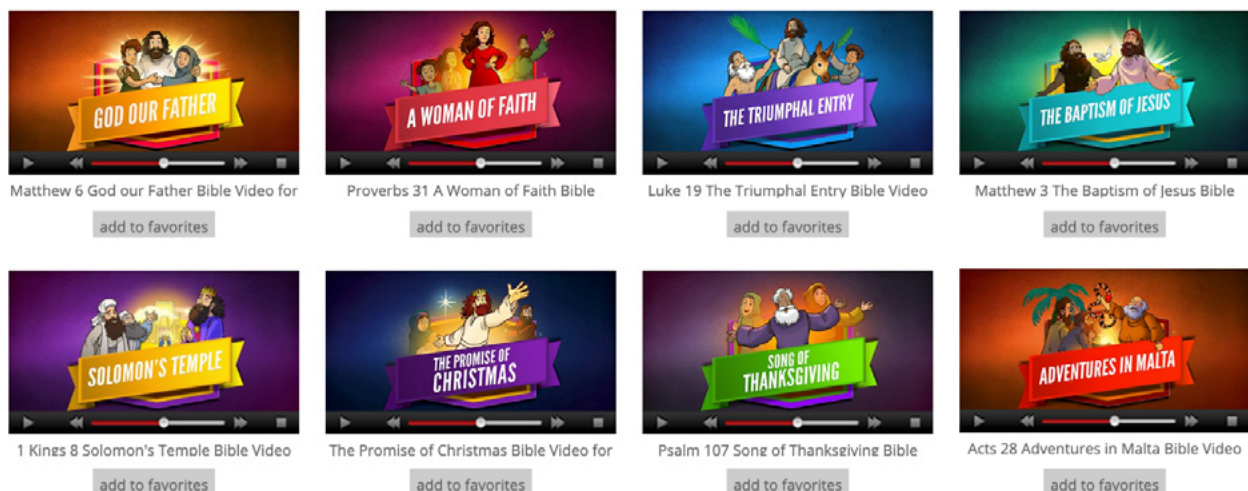 GOD OUR FATHER
A WOMAN OF FAITH
THE TRIUMPHAL ENTRY
THE BAPTISM OF JESUS
Matthew 6 God our Father Bible Video for
Proverbs 31 A Woman of Faith Bible
Luke 19 The Triumphal Entry Bible Video
Matthew 3 The Baptism of Jesus Bible
add to favorites
add to favorites
add to favorites
add to favorites
SOLOMON'S TEMPLE
THE PROMISE OF
CHRISTMAS
SONG OF
THANKSGIVING
ADVENTURES IN MALTA
1 Kings 8 Solomon's Temple Bible Video
The Promise of Christmas Bible Video for
Psalm 107 Song of Thanksgiving Bible
Acts 28 Adventures in Malta Bible Video
add to favorites
add to favorites
add to favorites
add to favorites